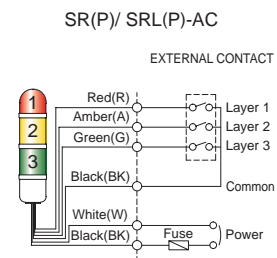 SR(P)/ SRL(P)-AC
EXTERNAL CONTACT
1
2
3
Red(R)
Amber(A)
Green(G)
Layer 1
Layer 2
Layer 3
Black(BK)
Common
White(W)
Black(BK)
Fuse
Power